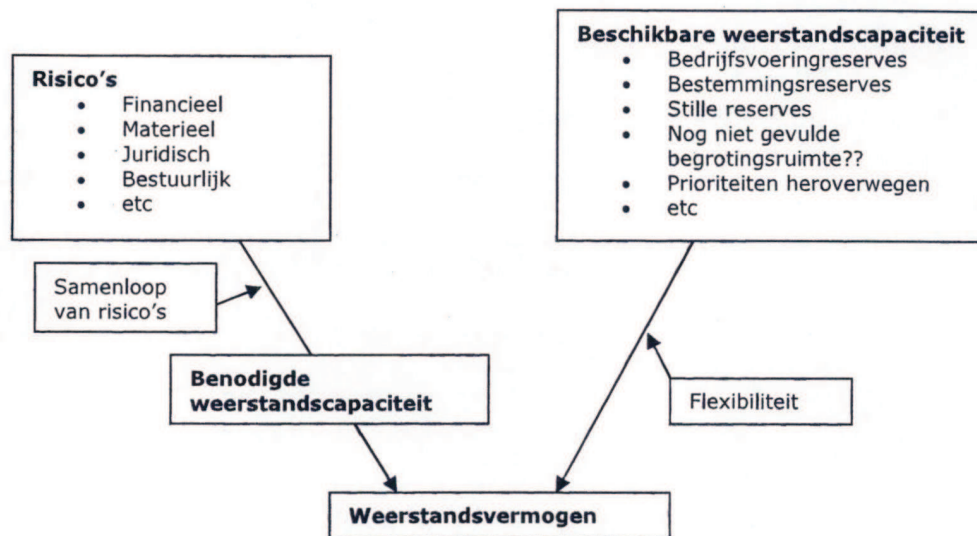 Risico's
• Financieel
• Materieel
• Juridisch
• Bestuurlijk
• etc
Beschikbare weerstandscapaciteit
• Bedrijfsvoeringreserves
• Bestemmingsreserves
• Stille reserves
• Nog niet gevulde
begrotingsruimte??
• Prioriteiten heroverwegen
• etc
Samenloop
van risico's
Benodigde
weerstandscapaciteit
Flexibiliteit
Weerstandsvermogen